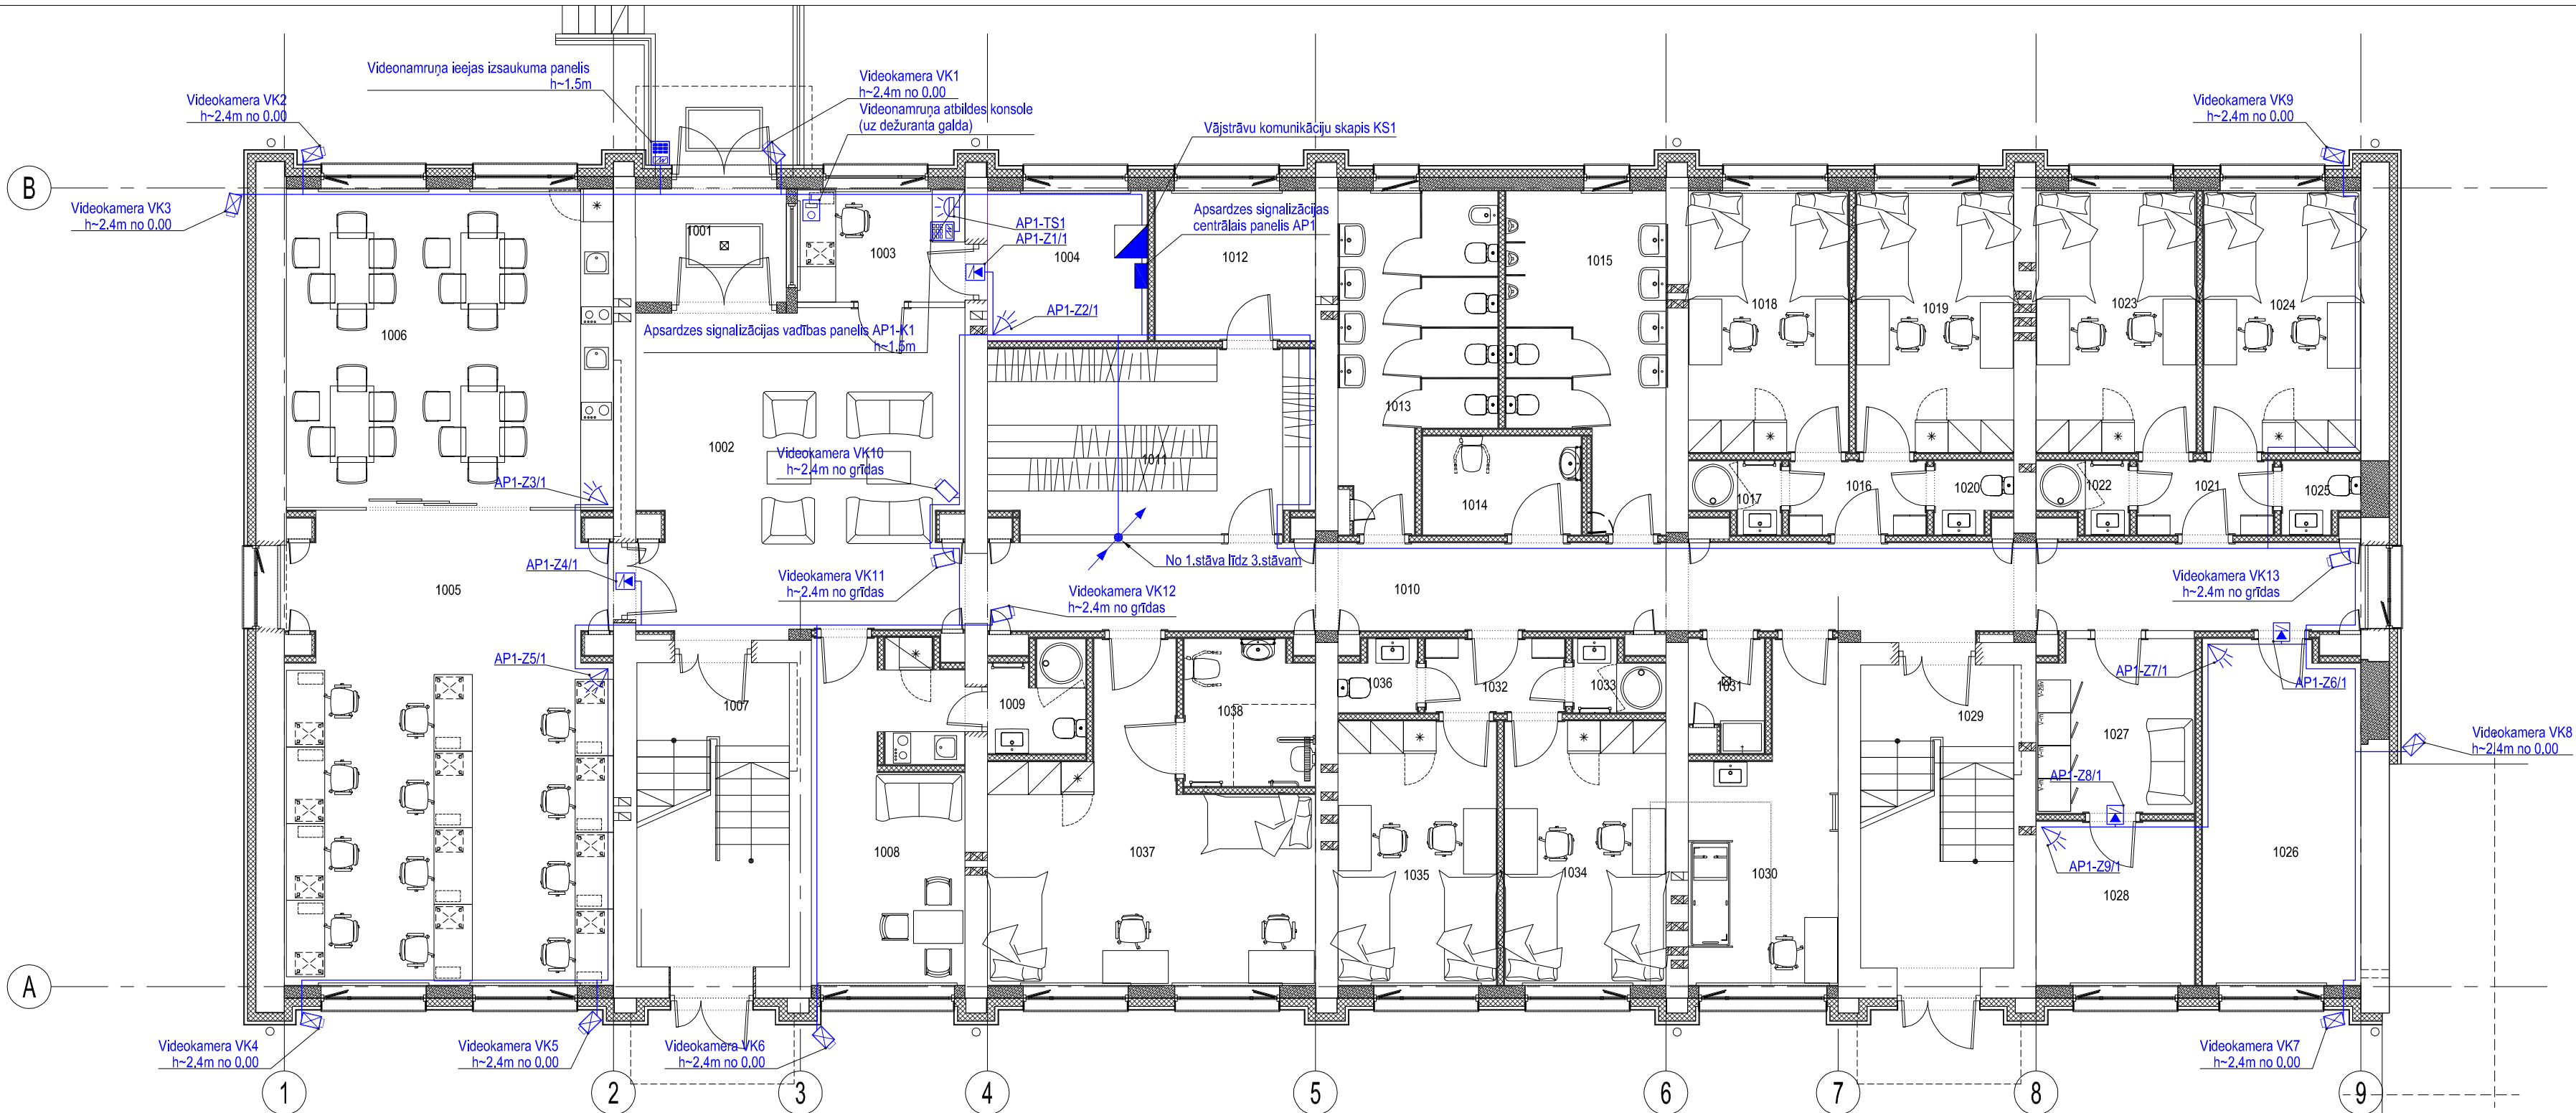 Videonamruņa ieejas izsaukuma panelis
h~1.5m
Videokamera VK1
h~2.4m no 0.00
Videonamruņa atbildes konsole
(uz dežuranta galda)
Videokamera VK2
h~2.4m no 0.00
Vājstrāvu komunikāciju skapis KS1
Videokamera VK9
h~2.4m no 0.00
B
Videokamera VK3
h~2.4m no 0.00
Apsardzes signalizācijas
centrālais panelis AP1
AP1-TS1
AP1-Z1/1
1001
1003
1004
1012
1015
1018
1019
1023
1024
1006
AP1-Z2/1
Apsardzes signalizācijas vadības panelis AP1-K1
h~1.5m
1013
1002
Videokamera VK10
h~2.4m no grīdas
1011
AP1-Z3/1
1014
1017
1016
1020
1022
1021
1025
No 1.stāva līdz 3.stāvam
AP1-Z4/1
1005
Videokamera VK11
h~2.4m no grīdas
Videokamera VK12
h~2.4m no grīdas
1010
Videokamera VK13
h~2.4m no grīdas
AP1-Z5/1
AP1-Z7/1
AP1-Z6/1
1007
1009
1038
1036
1032
1033
1031
1029
1027
Videokamera VK8
h~2.4m no 0.00
AP1-Z8/1
1008
1037
1035
1034
1030
AP1-Z9/1
1026
1028
A
Videokamera VK4
h~2.4m no 0.00
Videokamera VK5
h~2.4m no 0.00
Videokamera VK6
h~2.4m no 0.00
Videokamera VK7
h~2.4m no 0.00
1
2
3
4
5
6
7
8
9